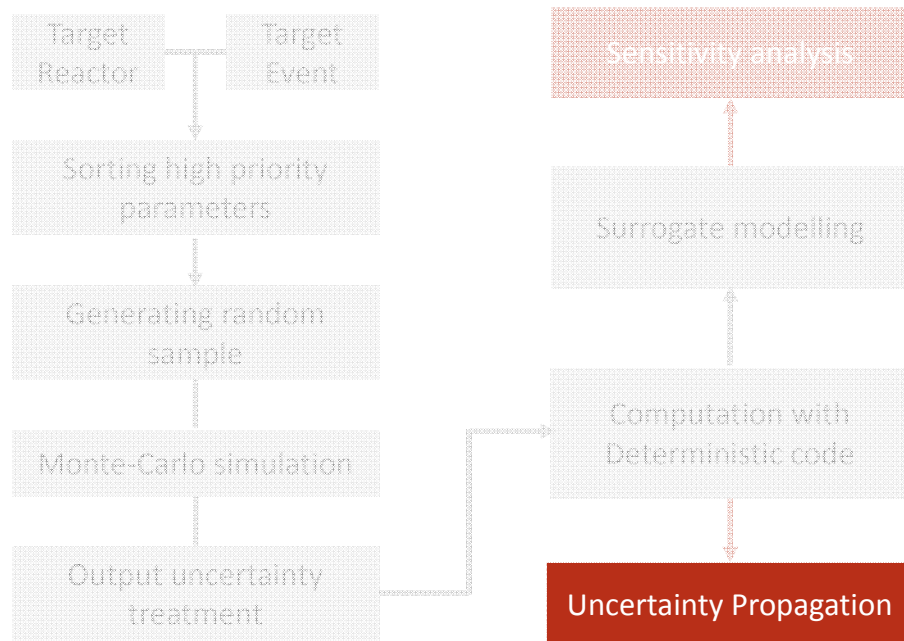 Target
Reactor
Target
Event
Sorting high priority
parameters
Generating random
sample
Monte-Carlo simulation
Output uncertainty
treatment
Sensitivity analysis
Surrogate modelling
Computation with
Deterministic code
Uncertainty Propagation